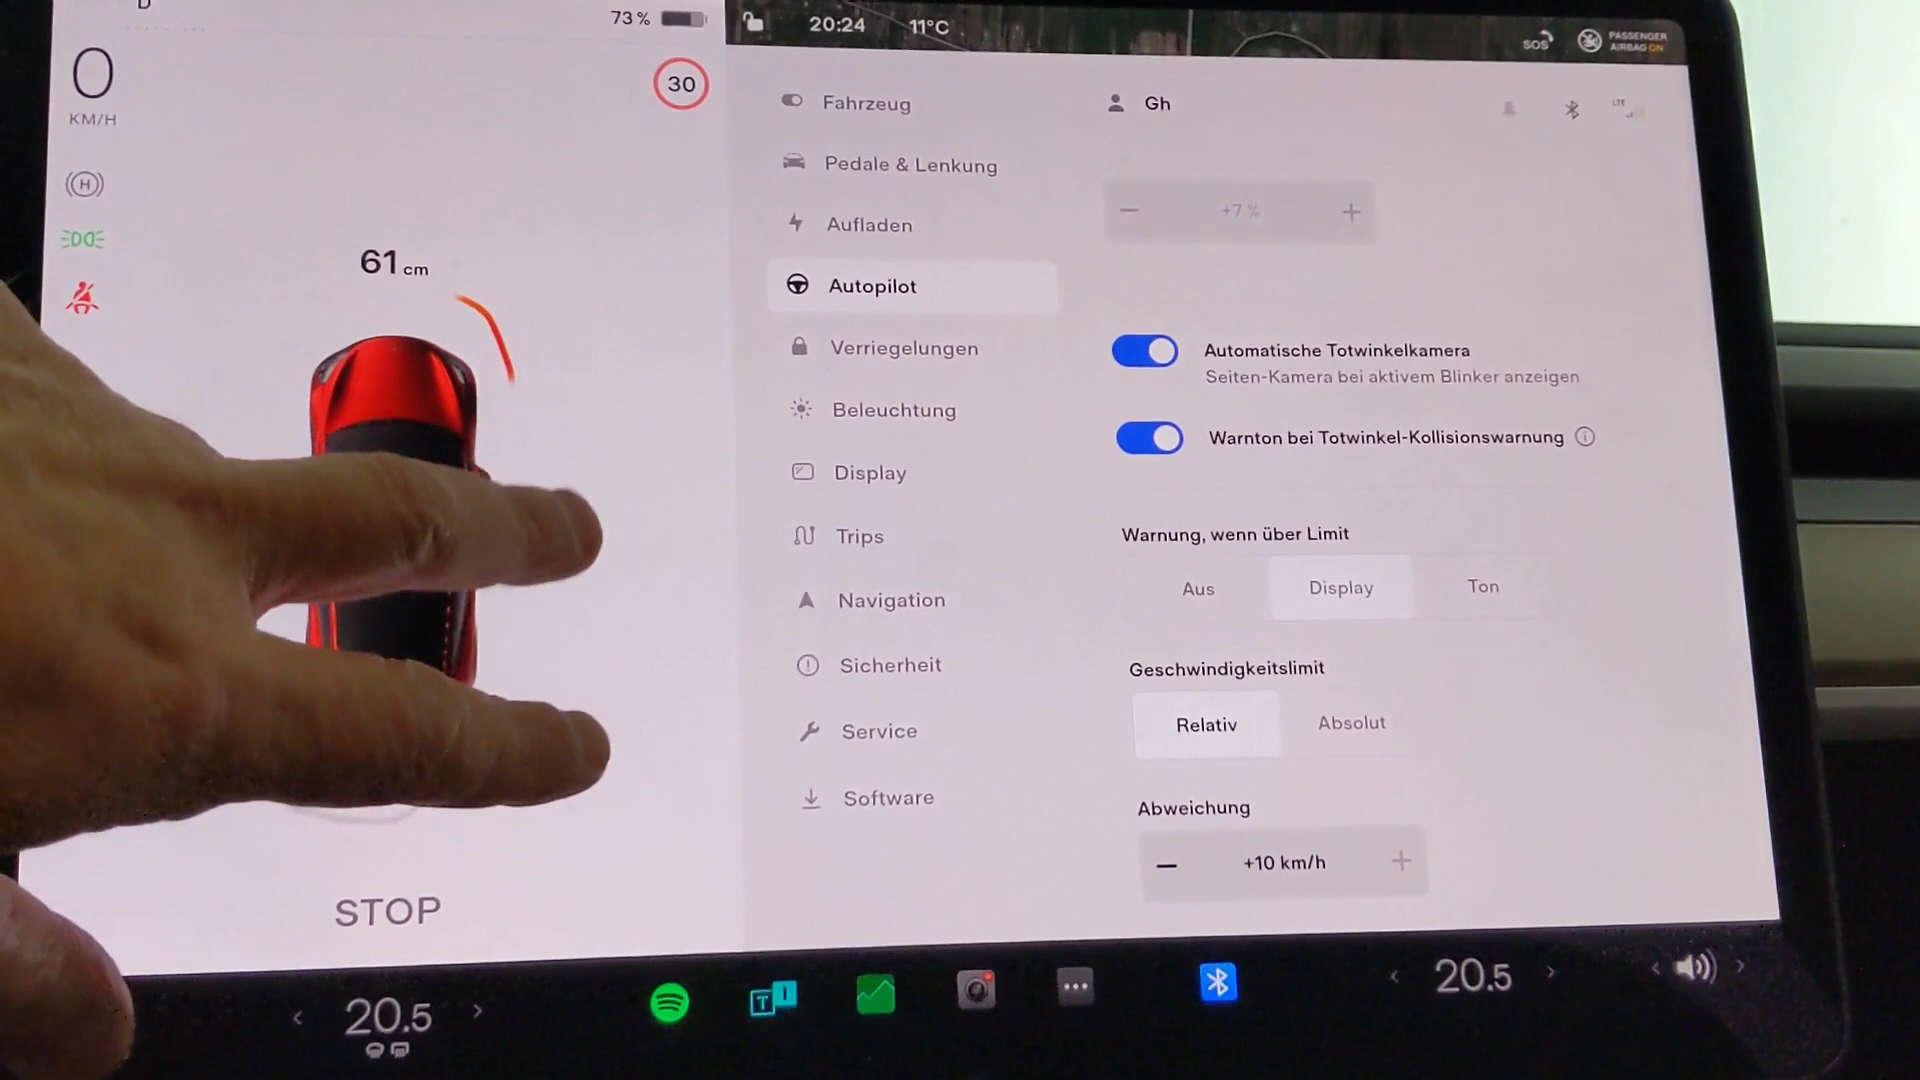 D
73 %
20:24
11°C
SOS
PASSENGER
AIRBAG ON
0
KM/H
30
H
61 cm
STOP
Fahrzeug
Pedale & Lenkung
Aufladen
Autopilot
Verriegelungen
Beleuchtung
Display
Trips
Navigation
Sicherheit
Service
Software
Gh
LTE
− +7 % +
Automatische Totwinkelkamera
Seiten-Kamera bei aktivem Blinker anzeigen
Warnton bei Totwinkel-Kollisionswarnung
Warnung, wenn über Limit
Aus Display Ton
Geschwindigkeitslimit
Relativ Absolut
Abweichung
− +10 km/h +
< 20.5 >
T I
< 20.5 >